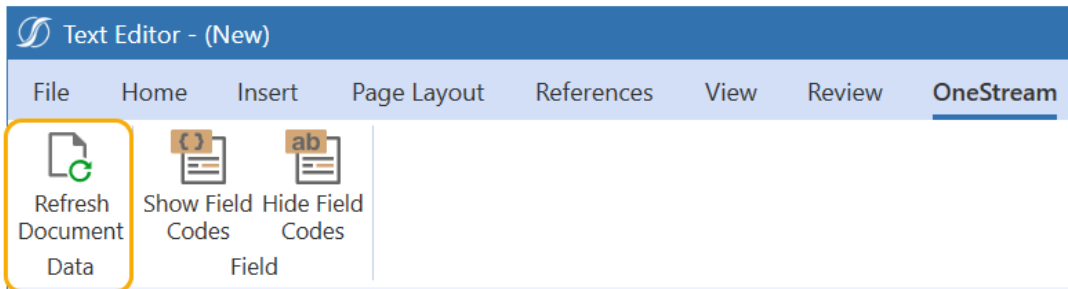 Text Editor - (New)
File Home Insert Page Layout References View Review OneStream
{} ab
Refresh Document Show Field Codes Hide Field Codes
Data Field